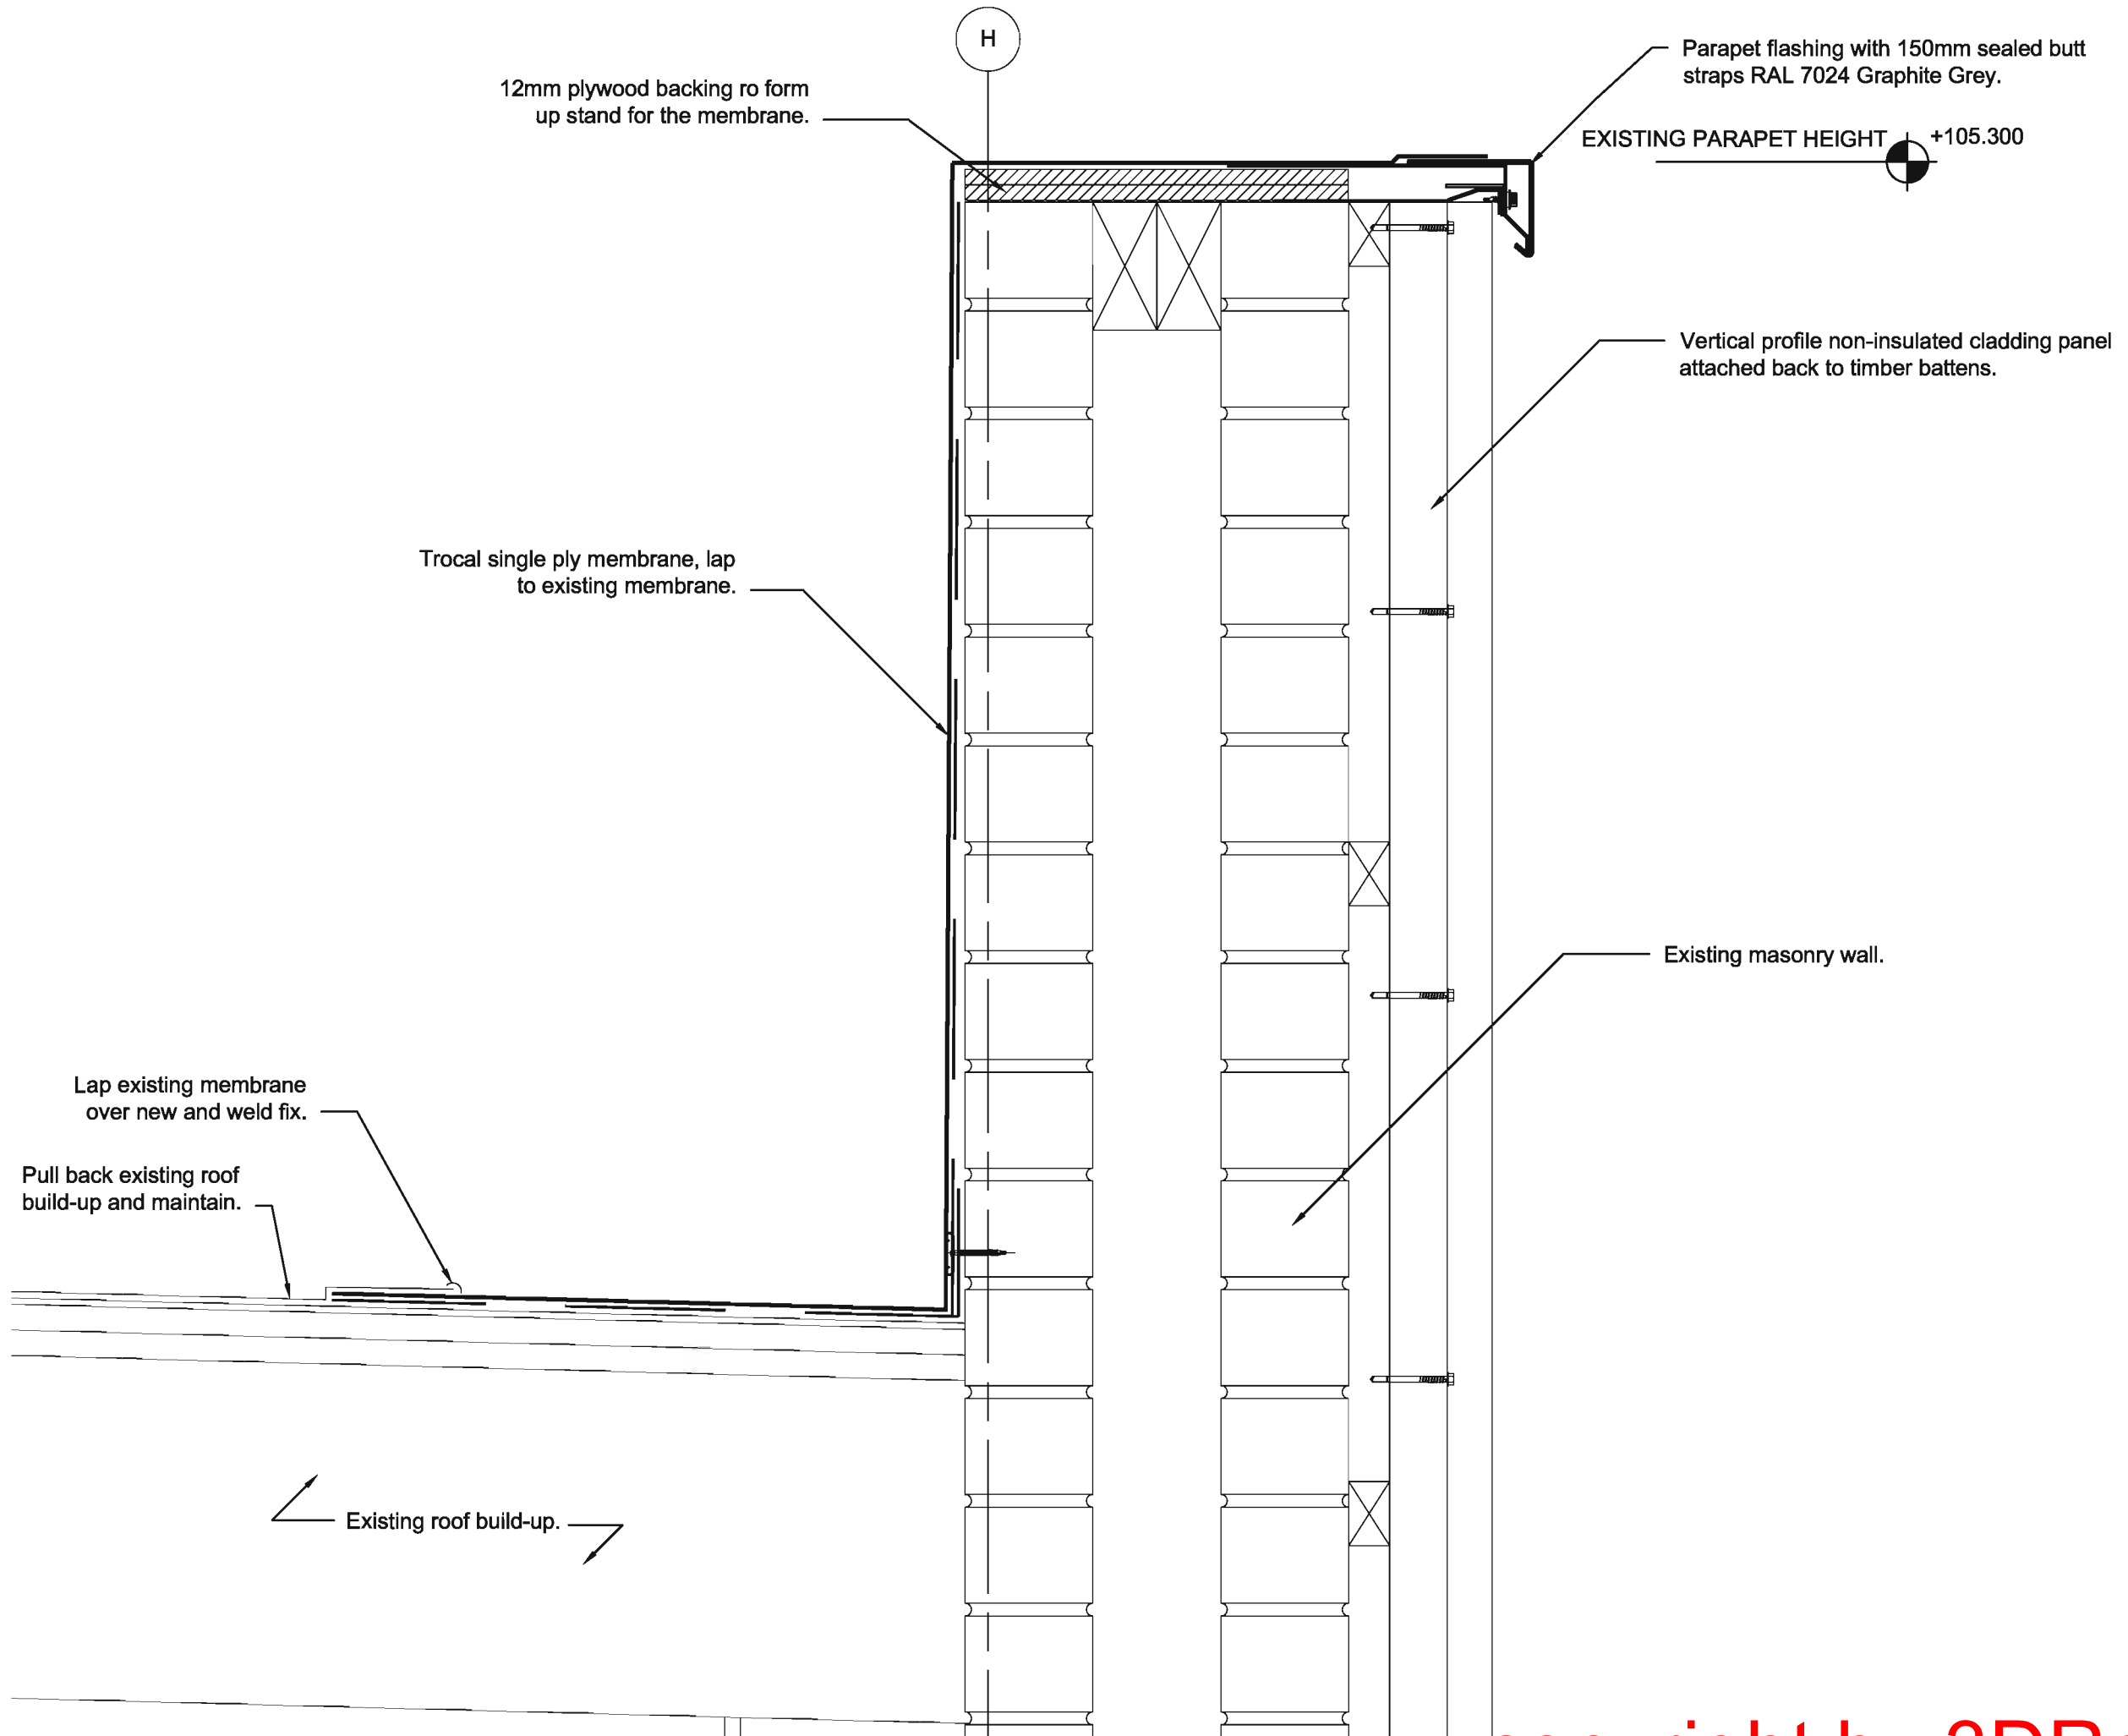 H
Parapet flashing with 150mm sealed butt
straps RAL 7024 Graphite Grey.
12mm plywood backing ro form
up stand for the membrane.
EXISTING PARAPET HEIGHT
+105.300
Vertical profile non-insulated cladding panel
attached back to timber battens.
Trocal single ply membrane, lap
to existing membrane.
Existing masonry wall.
Lap existing membrane
over new and weld fix.
Pull back existing roof
build-up and maintain.
Existing roof build-up.